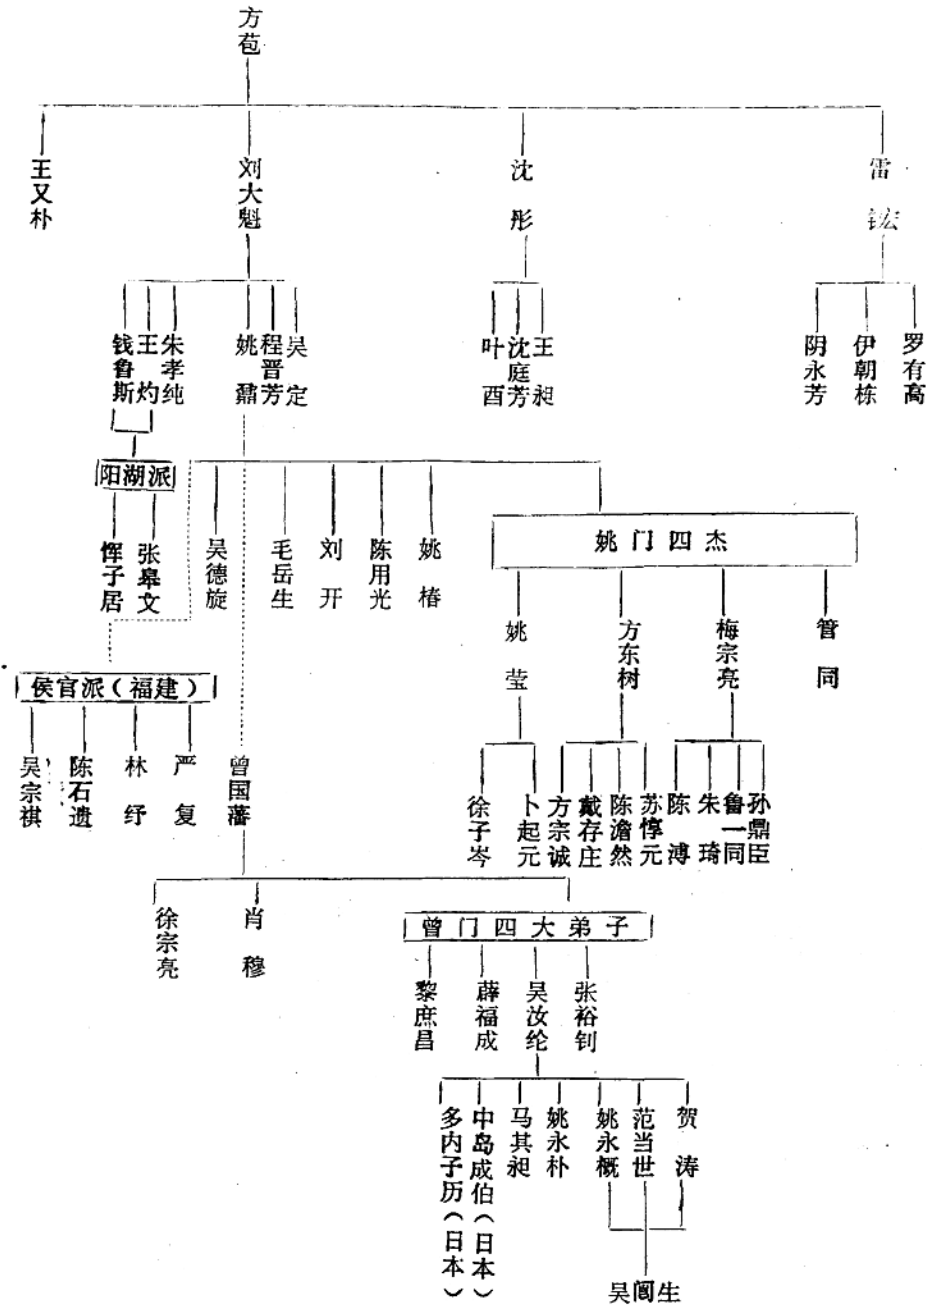 方苞
王又朴
刘大魁
沈彤
雷鋐
钱鲁斯
王灼
朱孝纯
姚鼐
程晋芳
吴定
叶酉
沈庭芳
王昶
阴永芳
伊朝栋
罗有高
阳湖派
恽子居
张皋文
吴德旋
毛岳生
刘开
陈用光
姚椿
姚门四杰
姚莹
方东树
梅宗亮
管同
侯官派（福建）
吴宗祺
陈石遗
林纾
严复
曾国藩
徐子岑
卜起元
方宗诚
戴存庄
陈澹然
苏惇元
陈溥
朱琦
鲁一同
孙鼎臣
徐宗亮
肖穆
曾门四大弟子
黎庶昌
薛福成
吴汝纶
张裕钊
多内子历（日本）
中岛成伯（日本）
马其昶
姚永朴
姚永概
范当世
贺涛
吴闿生